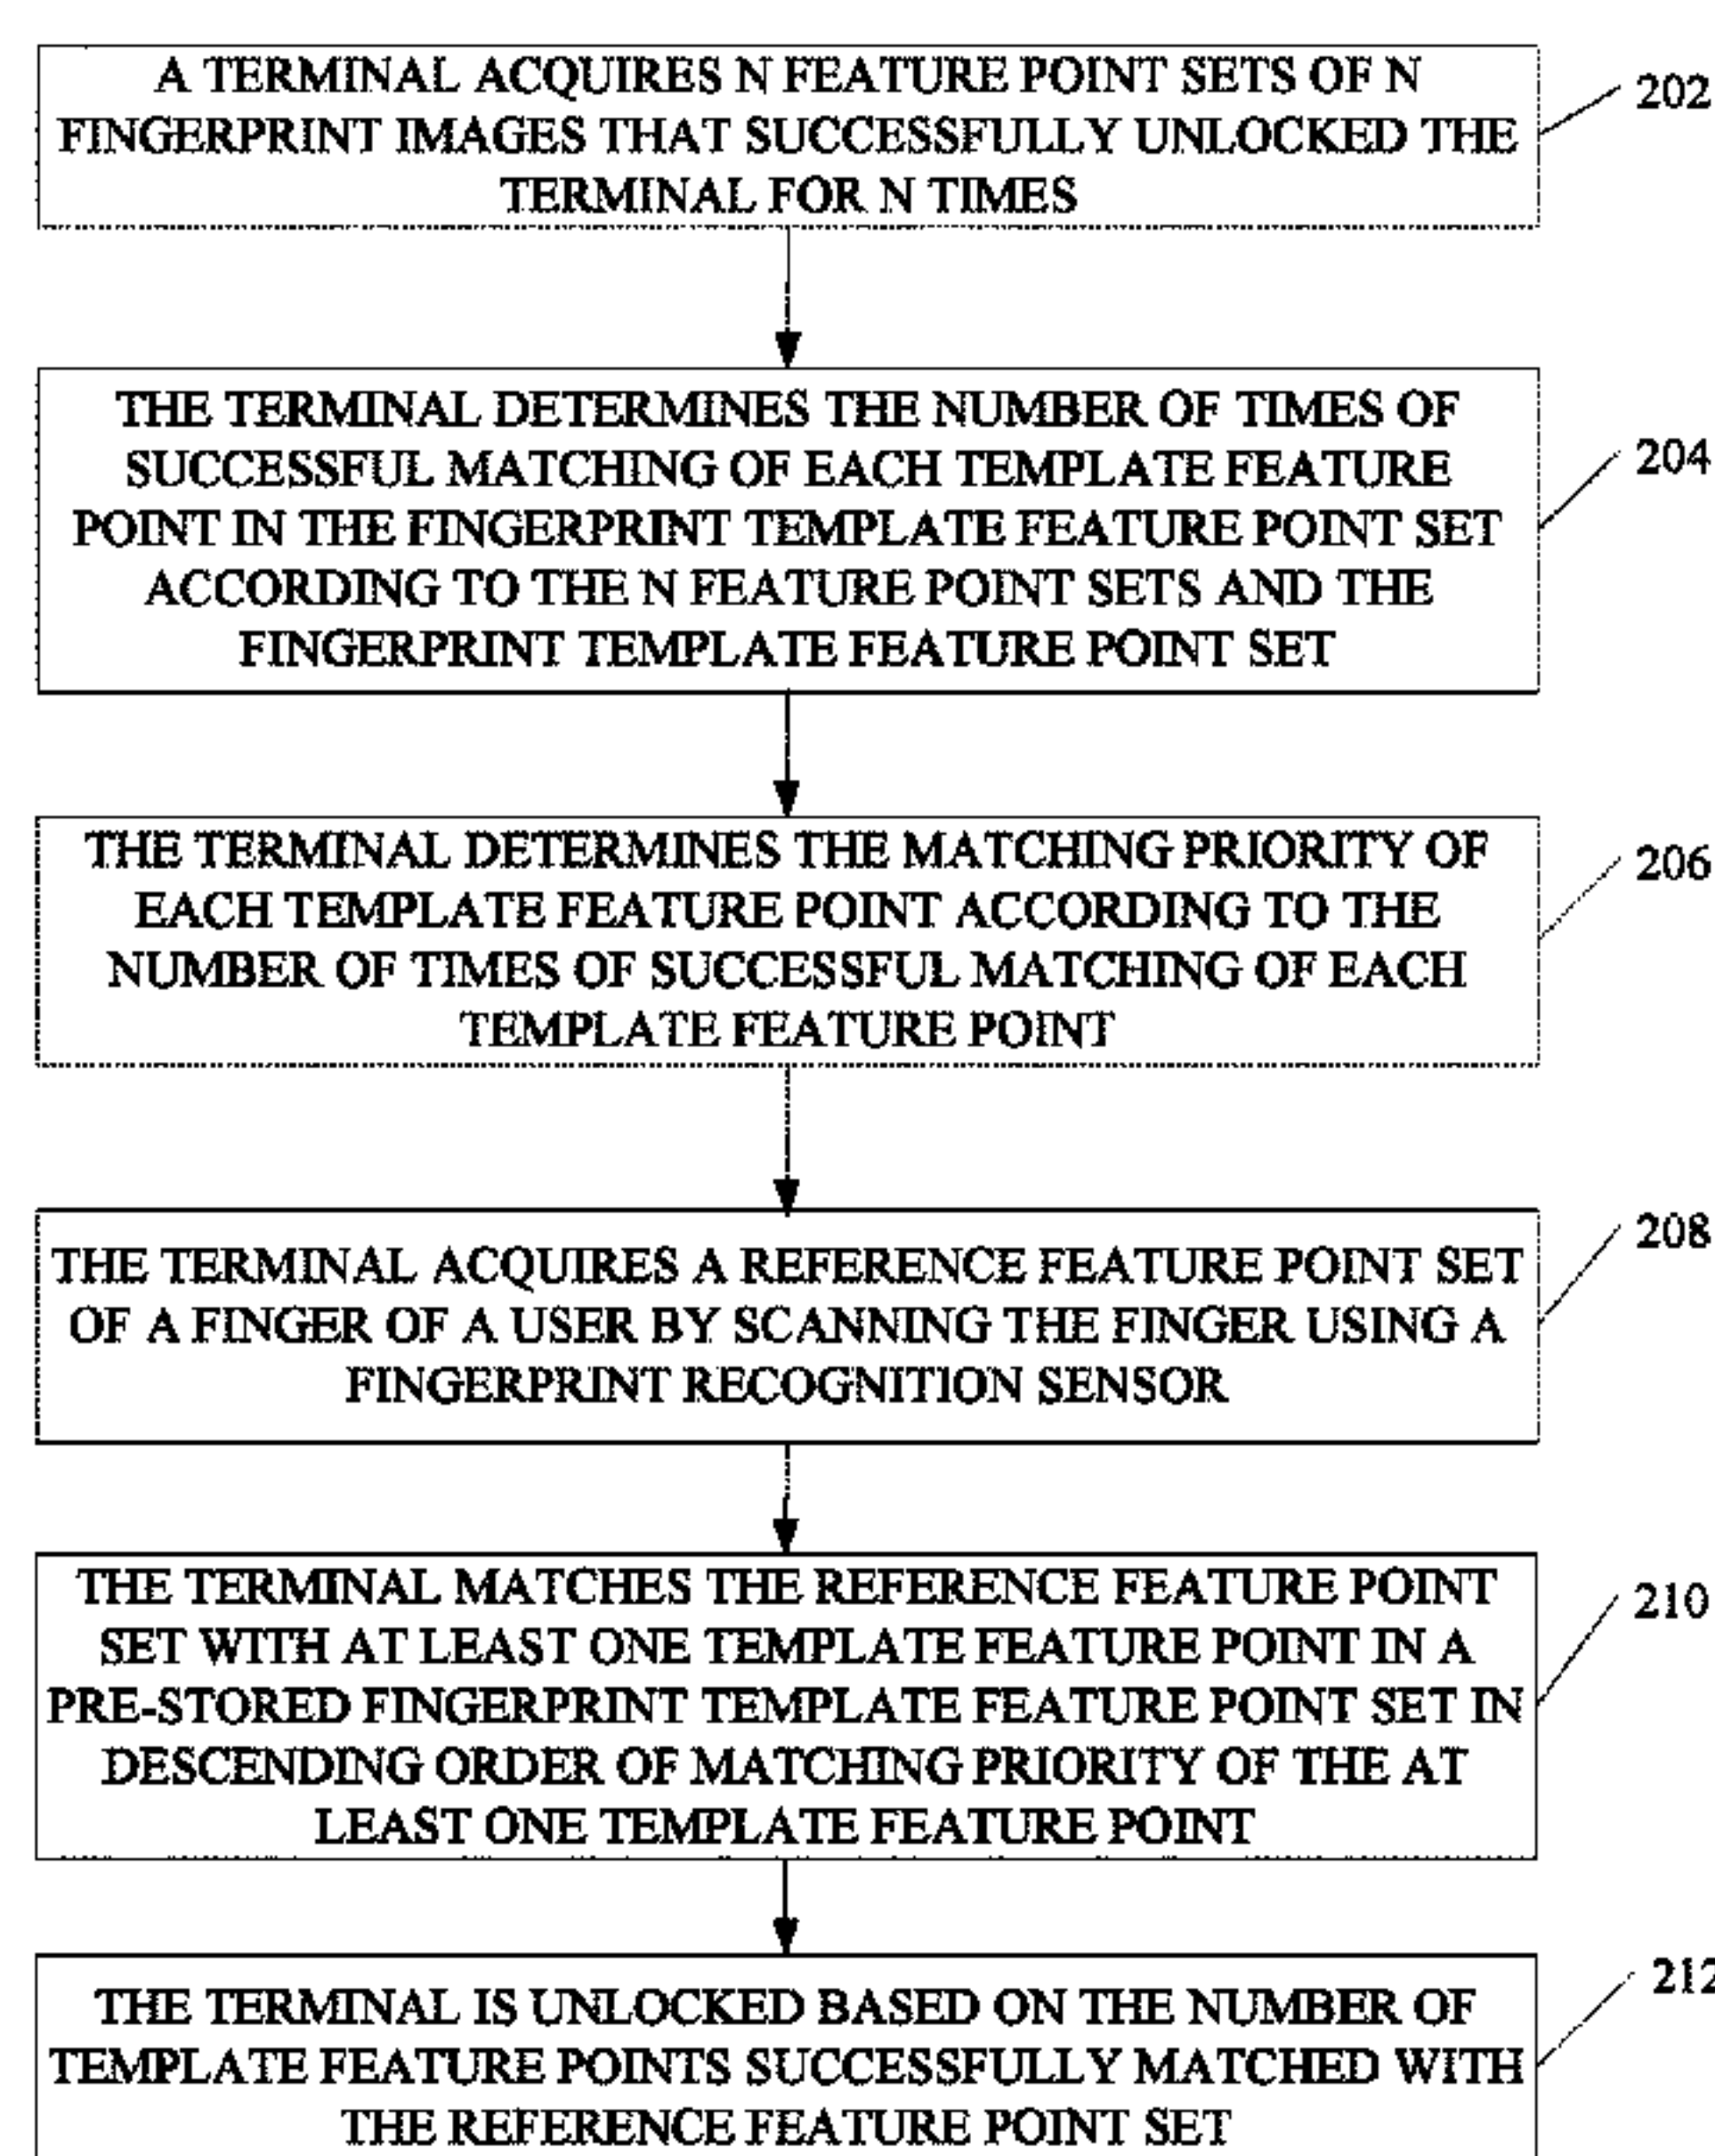 A TERMINAL ACQUIRES N FEATURE POINT SETS OF N
FINGERPRINT IMAGES THAT SUCCESSFULLY UNLOCKED THE
TERMINAL FOR N TIMES
202
THE TERMINAL DETERMINES THE NUMBER OF TIMES OF
SUCCESSFUL MATCHING OF EACH TEMPLATE FEATURE
POINT IN THE FINGERPRINT TEMPLATE FEATURE POINT SET
ACCORDING TO THE N FEATURE POINT SETS AND THE
FINGERPRINT TEMPLATE FEATURE POINT SET
204
THE TERMINAL DETERMINES THE MATCHING PRIORITY OF
EACH TEMPLATE FEATURE POINT ACCORDING TO THE
NUMBER OF TIMES OF SUCCESSFUL MATCHING OF EACH
TEMPLATE FEATURE POINT
206
THE TERMINAL ACQUIRES A REFERENCE FEATURE POINT SET
OF A FINGER OF A USER BY SCANNING THE FINGER USING A
FINGERPRINT RECOGNITION SENSOR
208
THE TERMINAL MATCHES THE REFERENCE FEATURE POINT
SET WITH AT LEAST ONE TEMPLATE FEATURE POINT IN A
PRE-STORED FINGERPRINT TEMPLATE FEATURE POINT SET IN
DESCENDING ORDER OF MATCHING PRIORITY OF THE AT
LEAST ONE TEMPLATE FEATURE POINT
210
THE TERMINAL IS UNLOCKED BASED ON THE NUMBER OF
TEMPLATE FEATURE POINTS SUCCESSFULLY MATCHED WITH
THE REFERENCE FEATURE POINT SET
212